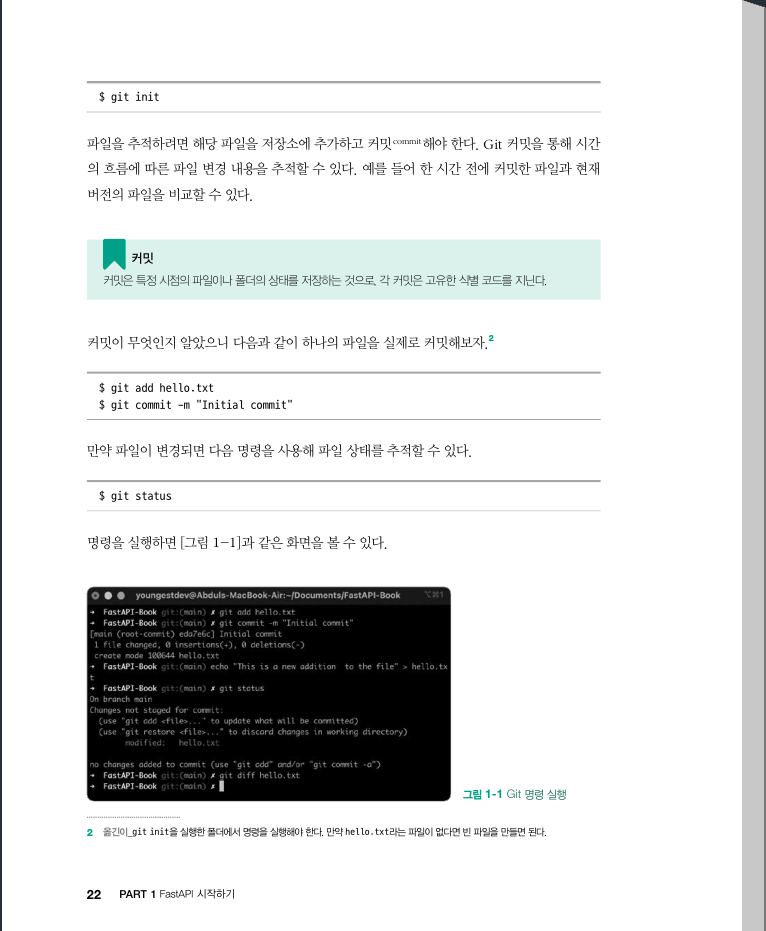 $ git init
파일을 추적하려면 해당 파일을 저장소에 추가하고 커밋commit해야 한다. Git 커밋을 통해 시간
의 흐름에 따른 파일 변경 내용을 추적할 수 있다. 예를 들어 한 시간 전에 커밋한 파일과 현재
버전의 파일을 비교할 수 있다.
커밋
커밋은 특정 시점의 파일이나 폴더의 상태를 저장하는 것으로, 각 커밋은 고유한 식별 코드를 지닌다.
커밋이 무엇인지 알았으니 다음과 같이 하나의 파일을 실제로 커밋해보자.2
$ git add hello.txt
$ git commit -m "Initial commit"
만약 파일이 변경되면 다음 명령을 사용해 파일 상태를 추적할 수 있다.
$ git status
명령을 실행하면 [그림 1-1]과 같은 화면을 볼 수 있다.
youngestdev@Abduls-MacBook-Air:~/Documents/FastAPI-Book ⌥⌘1
➜ FastAPI-Book git:(main) ✗ git add hello.txt
➜ FastAPI-Book git:(main) ✗ git commit -m "Initial commit"
[main (root-commit) eda7e6c] Initial commit
1 file changed, 0 insertions(+), 0 deletions(-)
create mode 100644 hello.txt
➜ FastAPI-Book git:(main) echo "This is a new addition to the file" > hello.tx
t
➜ FastAPI-Book git:(main) ✗ git status
On branch main
Changes not staged for commit:
(use "git add <file>..." to update what will be committed)
(use "git restore <file>..." to discard changes in working directory)
modified: hello.txt
no changes added to commit (use "git add" and/or "git commit -a")
➜ FastAPI-Book git:(main) ✗ git diff hello.txt
➜ FastAPI-Book git:(main) ✗
그림 1-1 Git 명령 실행
2 옮긴이_git init을 실행한 폴더에서 명령을 실행해야 한다. 만약 hello.txt라는 파일이 없다면 빈 파일을 만들면 된다.
22 PART 1 FastAPI 시작하기